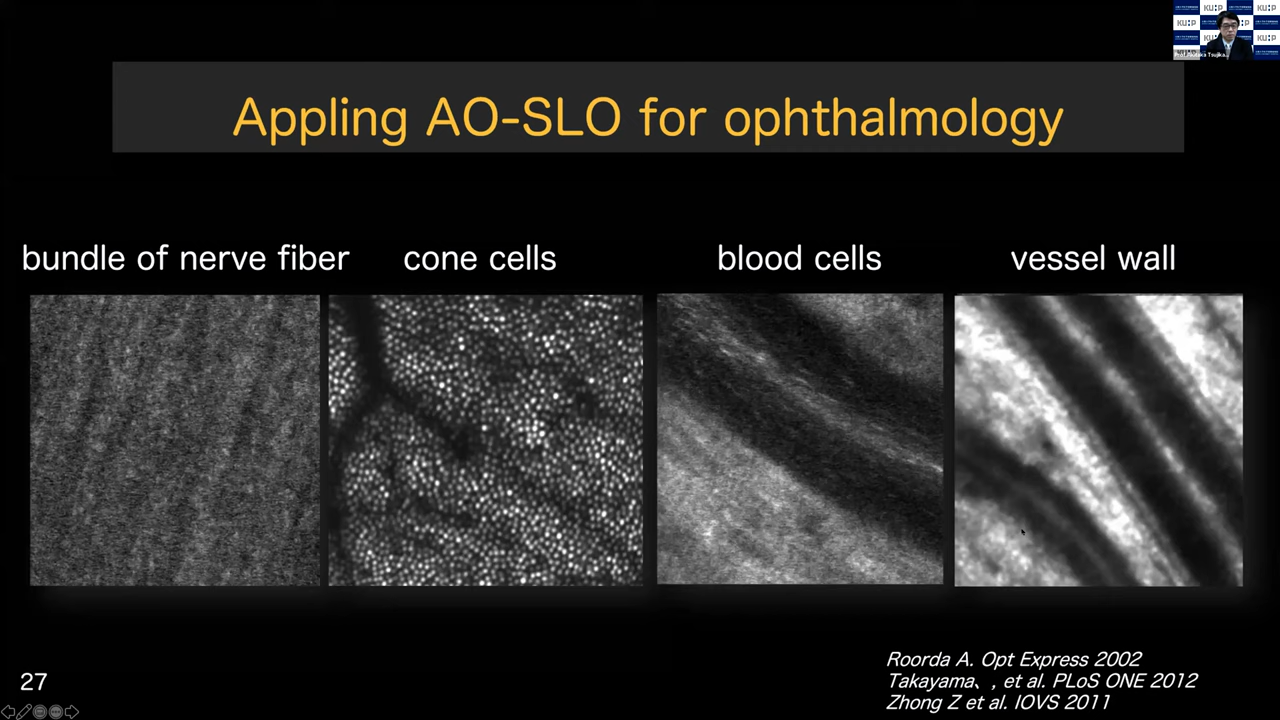 KU:P
Appling AO-SLO for ophthalmology
bundle of nerve fiber
cone cells
blood cells
vessel wall
Roorda A. Opt Express 2002
Takayama、, et al. PLoS ONE 2012
Zhong Z et al. IOVS 2011
27